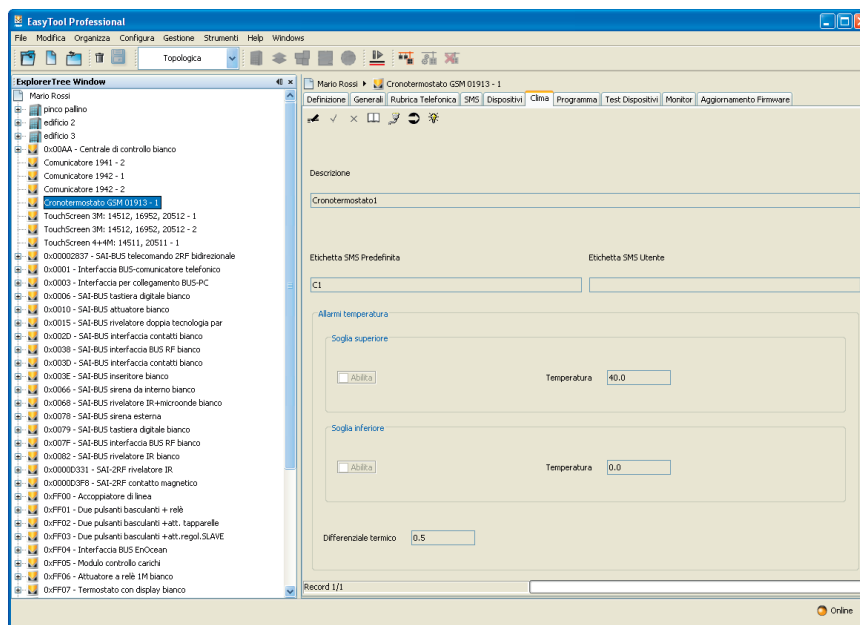 EasyTool Professional
File Modifica Organizza Configura Gestione Strumenti Help Windows
Topologica
ExplorerTree Window
Mario Rossi
pinco pallino
edificio 2
edificio 3
0x00AA - Centrale di controllo bianco
Comunicatore 1941 - 2
Comunicatore 1942 - 1
Comunicatore 1942 - 2
Cronotermostato GSM 01913 - 1
TouchScreen 3M: 14512, 16952, 20512 - 1
TouchScreen 3M: 14512, 16952, 20512 - 2
TouchScreen 4+4M: 14511, 20511 - 1
0x00002837 - SAI-BUS telecomando 2RF bidirezionale
0x0001 - Interfaccia BUS-comunicatore telefonico
0x0003 - Interfaccia per collegamento BUS-PC
0x0006 - SAI-BUS tastiera digitale bianco
0x0010 - SAI-BUS attuatore bianco
0x0015 - SAI-BUS rivelatore doppia tecnologia par
0x002D - SAI-BUS interfaccia contatti bianco
0x0038 - SAI-BUS interfaccia BUS RF bianco
0x003D - SAI-BUS interfaccia contatti bianco
0x003E - SAI-BUS inseritore bianco
0x0066 - SAI-BUS sirena da interno bianco
0x0068 - SAI-BUS rivelatore IR+microonde bianco
0x0078 - SAI-BUS sirena esterna
0x0079 - SAI-BUS tastiera digitale bianco
0x007F - SAI-BUS interfaccia BUS RF bianco
0x0082 - SAI-BUS rivelatore IR bianco
0x0000D331 - SAI-2RF rivelatore IR
0x0000D3F8 - SAI-2RF contatto magnetico
0xFF00 - Accoppiatore di linea
0xFF01 - Due pulsanti basculanti + relè
0xFF02 - Due pulsanti basculanti +att. tapparelle
0xFF03 - Due pulsanti basculanti +att.regol.SLAVE
0xFF04 - Interfaccia BUS EnOcean
0xFF05 - Modulo controllo carichi
0xFF06 - Attuatore a relè 1M bianco
0xFF07 - Termostato con display bianco
Mario Rossi Cronotermostato GSM 01913 - 1
Definizione Generali Rubrica Telefonica SMS Dispositivi Clima Programma Test Dispositivi Monitor Aggiornamento Firmware
Descrizione
Cronotermostato1
Etichetta SMS Predefinita Etichetta SMS Utente
C1
Allarmi temperatura
Soglia superiore
Abilita Temperatura 40.0
Soglia inferiore
Abilita Temperatura 0.0
Differenziale termico 0.5
Record 1/1
Online